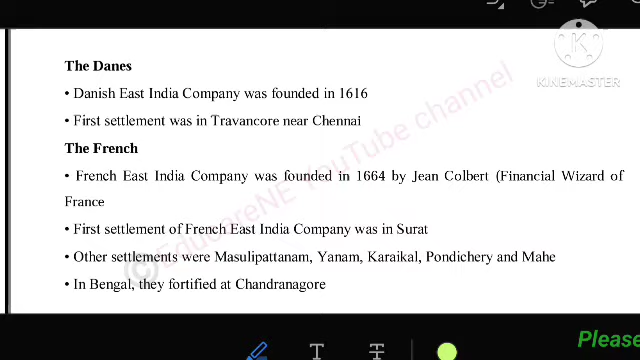 KINEMASTER
The Danes
• Danish East India Company was founded in 1616
• First settlement was in Travancore near Chennai
The French
• French East India Company was founded in 1664 by Jean Colbert (Financial Wizard of
France
• First settlement of French East India Company was in Surat
• Other settlements were Masulipattanam, Yanam, Karaikal, Pondichery and Mahe
• In Bengal, they fortified at Chandranagore
©EducareNE YouTube channel
Please